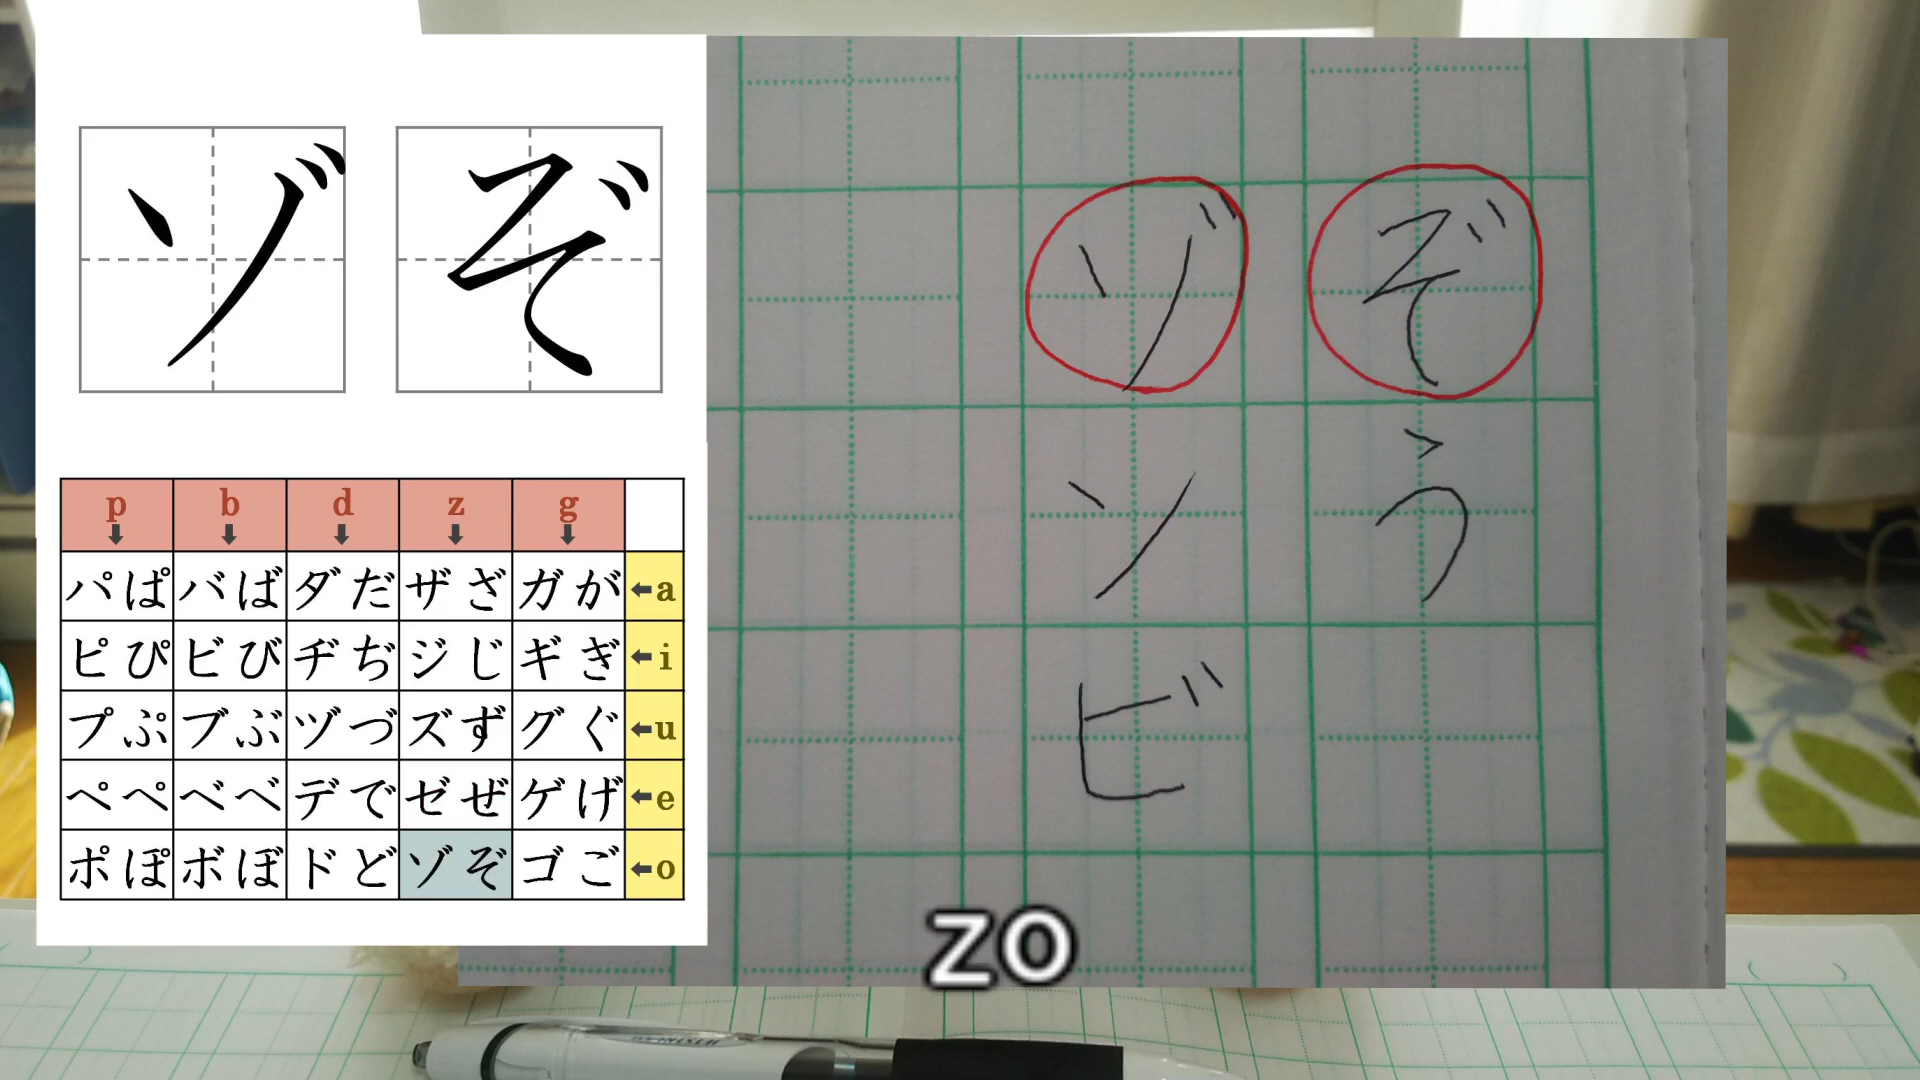 ゾ ぞ
p b d z g
パ ぱ バ ば ダ だ ザ ざ ガ が ←a
ピ ぴ ビ び ヂ ぢ ジ じ ギ ぎ ←i
プ ぷ ブ ぶ ヅ づ ズ ず グ ぐ ←u
ペ ぺ ベ べ デ で ゼ ぜ ゲ げ ←e
ポ ぽ ボ ぼ ド ど ゾ ぞ ゴ ご ←o
ぞう
ゾンビ
zo